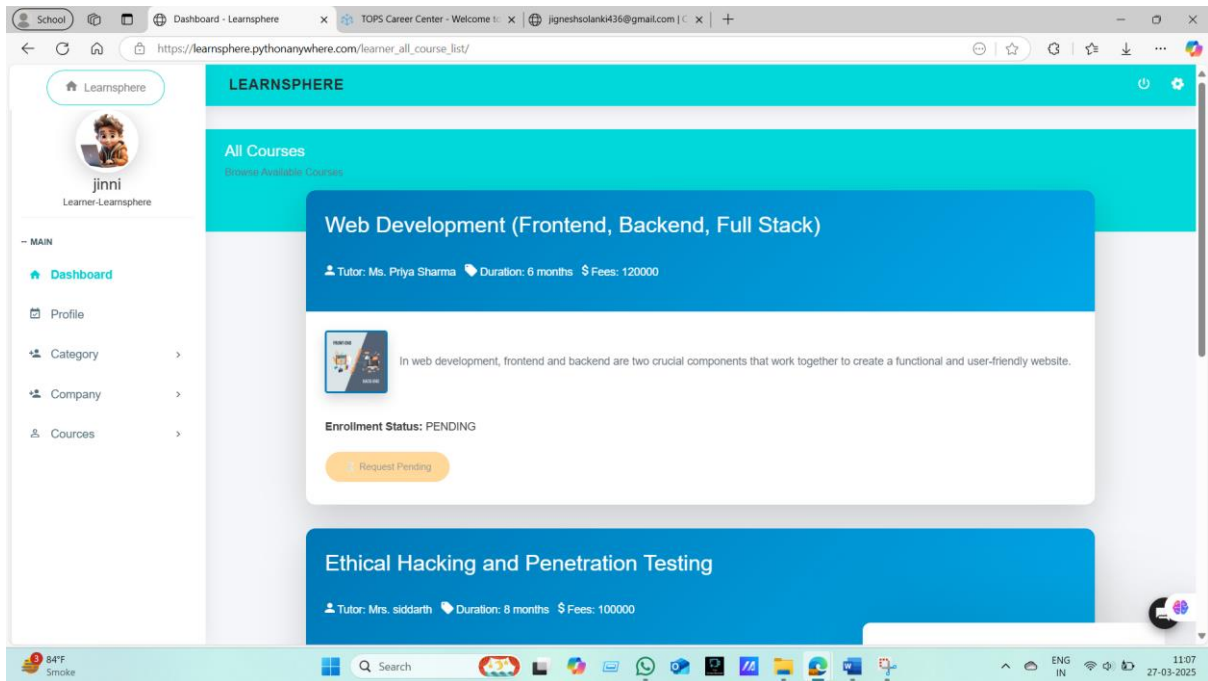 School
Dashboard - Learnsphere
TOPS Career Center - Welcome to
jigneshsolanki436@gmail.com | C
https://learnsphere.pythonanywhere.com/learner_all_course_list/
Learnsphere
LEARNSPHERE
jinni
Learner-Learnsphere
-- MAIN
Dashboard
Profile
Category
Company
Cources
All Courses
Browse Available Courses
Web Development (Frontend, Backend, Full Stack)
Tutor: Ms. Priya Sharma Duration: 6 months $ Fees: 120000
FRONT-END
BACK-END
In web development, frontend and backend are two crucial components that work together to create a functional and user-friendly website.
Enrollment Status: PENDING
Request Pending
Ethical Hacking and Penetration Testing
Tutor: Mrs. siddarth Duration: 8 months $ Fees: 100000
3
84°F
Smoke
Search
ENG
IN
11:07
27-03-2025